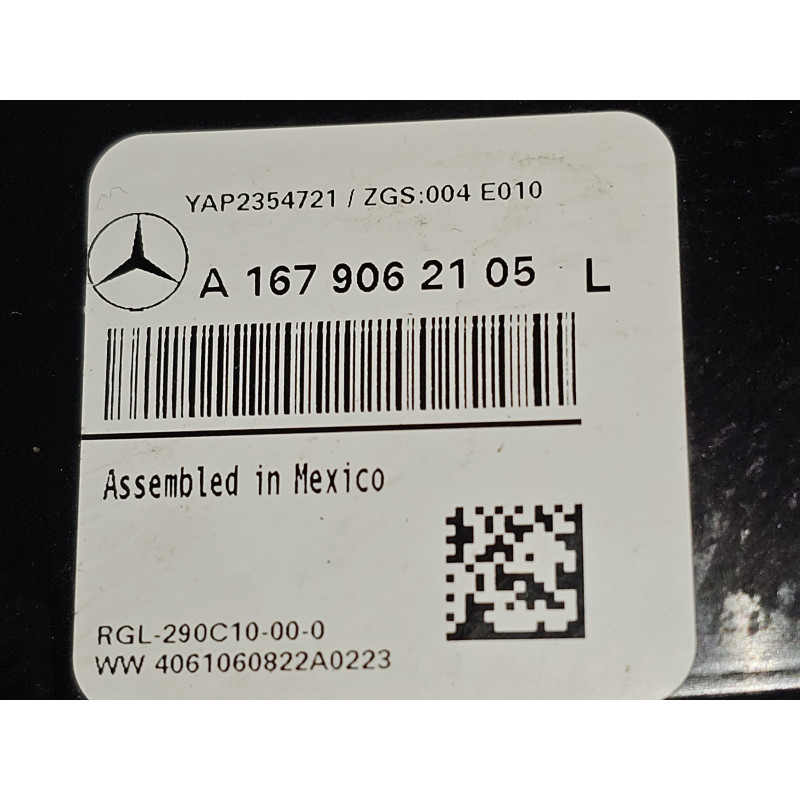 YAP2354721 / ZGS:004 E010
A 167 906 21 05 L
Assembled in Mexico
RGL-290C10-00-0
WW 4061060822A0223